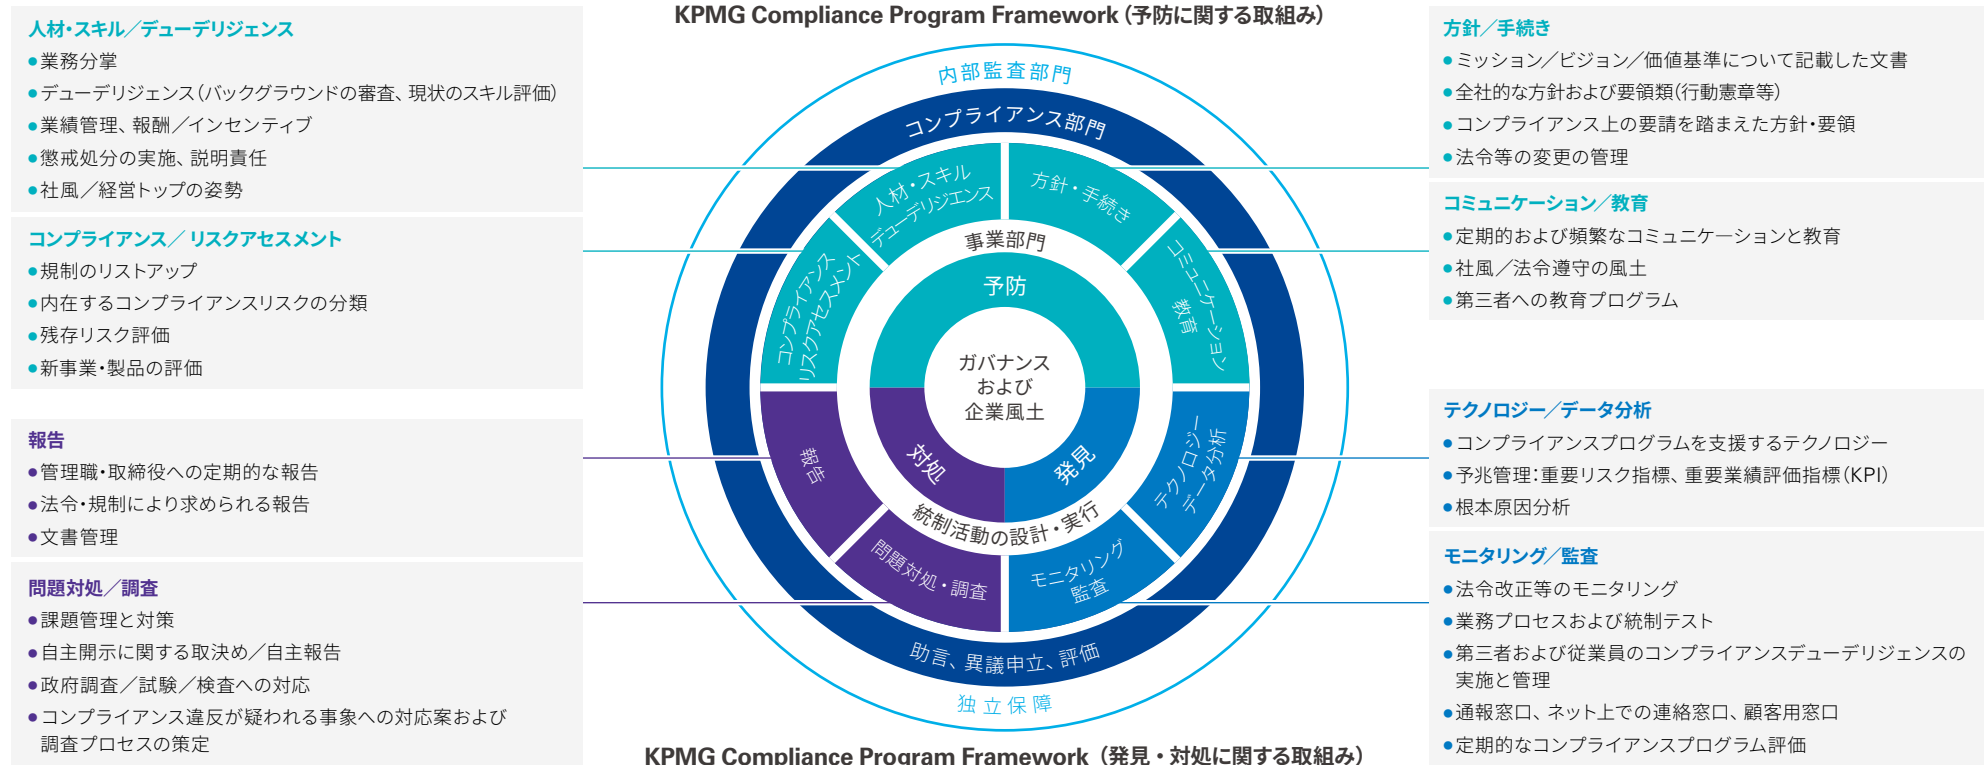 KPMG Compliance Program Framework（予防に関する取組み）
人材・スキル／デューデリジェンス
●業務分掌
●デューデリジェンス（バックグラウンドの審査、現状のスキル評価）
●業績管理、報酬／インセンティブ
●懲戒処分の実施、説明責任
●社風／経営トップの姿勢
コンプライアンス／リスクアセスメント
●規制のリストアップ
●内在するコンプライアンスリスクの分類
●残存リスク評価
●新事業・製品の評価
報告
●管理職・取締役への定期的な報告
●法令・規制により求められる報告
●文書管理
問題対処／調査
●課題管理と対策
●自主開示に関する取決め／自主報告
●政府調査／試験／検査への対応
●コンプライアンス違反が疑われる事象への対応案および
調査プロセスの策定
内部監査部門
コンプライアンス部門
人材・スキル
デューデリジエンス
方針・手続き
コンプライアンス
リスクアセスメント
コミュニケーション
教育
事業部門
予防
ガバナンス
および
企業風土
対処
発見
報告
テクノロジー
データ分析
統制活動の設計・実行
問題対処・調査
モニタリング
監査
助言、異議申立、評価
独立保障
方針／手続き
●ミッション／ビジョン／価値基準について記載した文書
●全社的な方針および要領類（行動憲章等）
●コンプライアンス上の要請を踏まえた方針・要領
●法令等の変更の管理
コミュニケーション／教育
●定期的および頻繁なコミュニケ―ションと教育
●社風／法令遵守の風土
●第三者への教育プログラム
テクノロジー／データ分析
●コンプライアンスプログラムを支援するテクノロジー
●予兆管理：重要リスク指標、重要業績評価指標（KPI）
●根本原因分析
モニタリング／監査
●法令改正等のモニタリング
●業務プロセスおよび統制テスト
●第三者および従業員のコンプライアンスデューデリジェンスの
実施と管理
●通報窓口、ネット上での連絡窓口、顧客用窓口
●定期的なコンプライアンスプログラム評価
KPMG Compliance Program Framework（発見・対処に関する取組み）